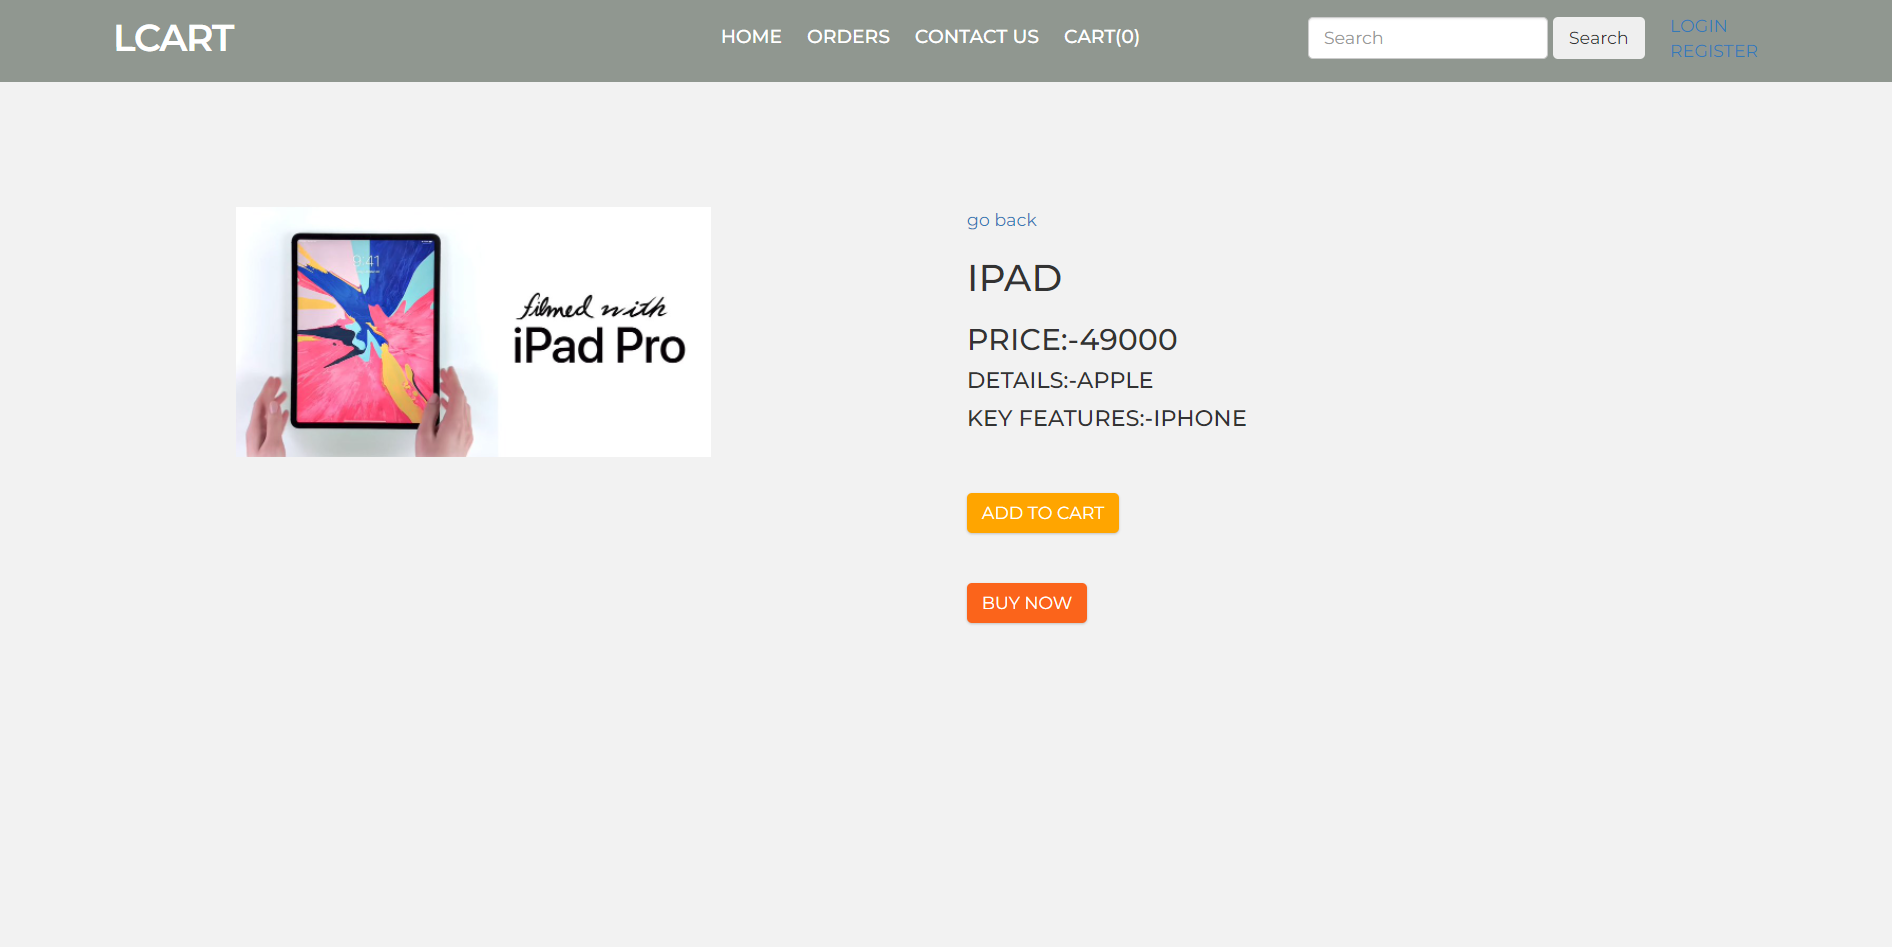 LCART
HOME ORDERS CONTACT US CART(0)
Search Search
LOGIN
REGISTER
9:41
filmed with
iPad Pro
go back
IPAD
PRICE:-49000
DETAILS:-APPLE
KEY FEATURES:-IPHONE
ADD TO CART
BUY NOW